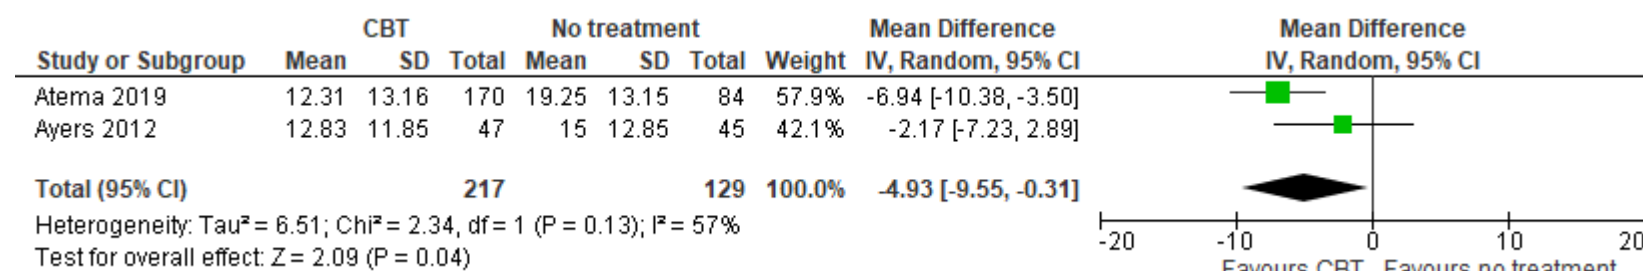 CBT No treatment Mean Difference Mean Difference
Study or Subgroup Mean SD Total Mean SD Total Weight IV, Random, 95% CI IV, Random, 95% CI
Atema 2019 12.31 13.16 170 19.25 13.15 84 57.9% -6.94 [-10.38, -3.50]
Ayers 2012 12.83 11.85 47 15 12.85 45 42.1% -2.17 [-7.23, 2.89]
Total (95% CI) 217 129 100.0% -4.93 [-9.55, -0.31]
Heterogeneity: Tau² = 6.51; Chi² = 2.34, df = 1 (P = 0.13); I² = 57%
Test for overall effect: Z = 2.09 (P = 0.04)
-20 -10 0 10 20
Favours CBT Favours no treatment